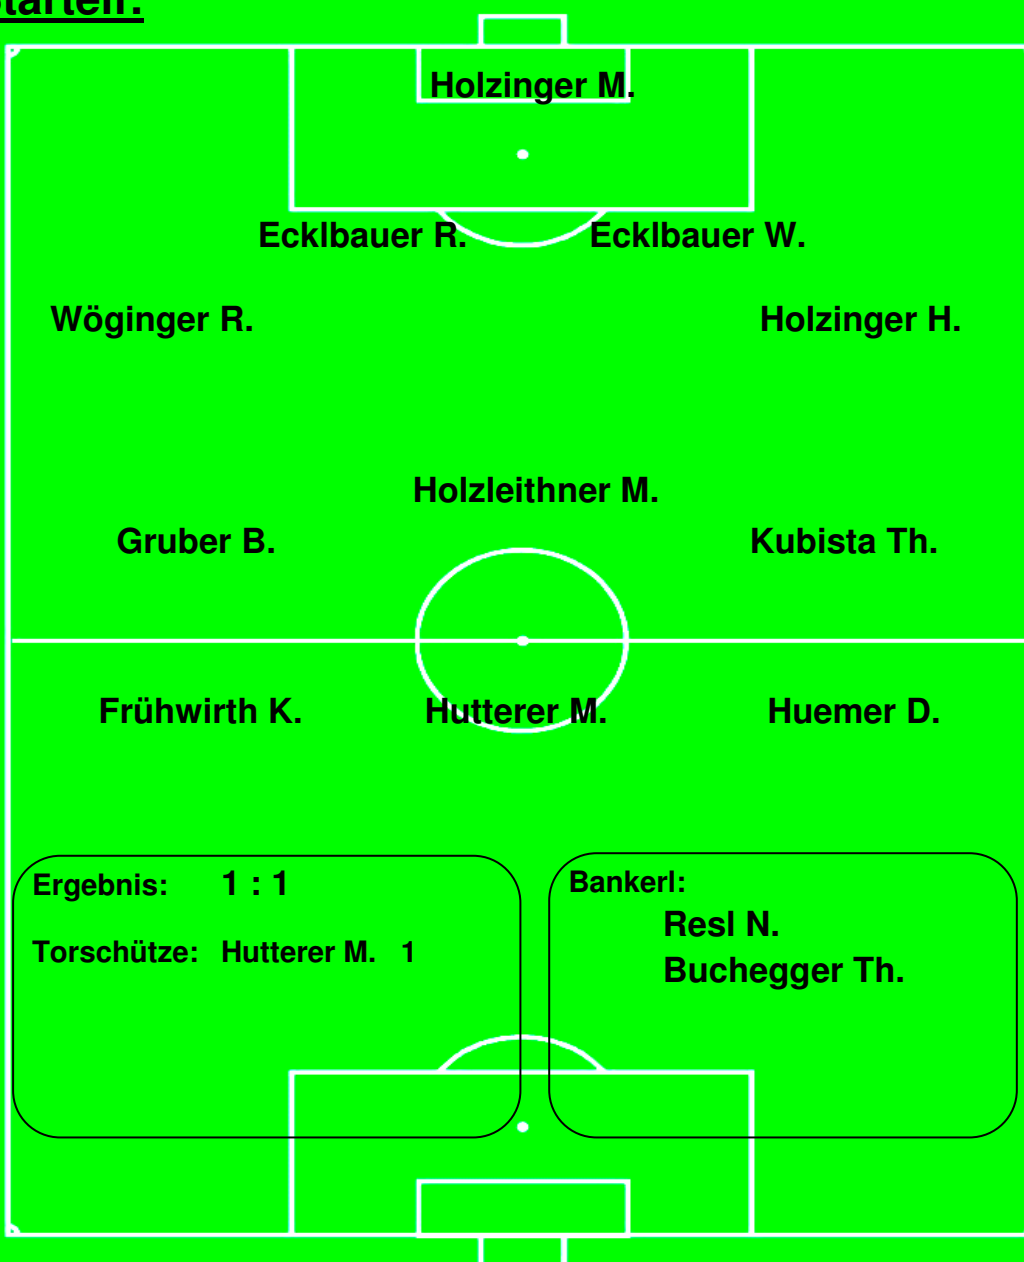 Holzinger M.
Ecklbauer R. Ecklbauer W.
Wöginger R. Holzinger H.
Holzleithner M.
Gruber B. Kubista Th.
Frühwirth K. Hutterer M. Huemer D.
Ergebnis: 1 : 1
Torschütze: Hutterer M. 1
Bankerl:
Resl N.
Buchegger Th.